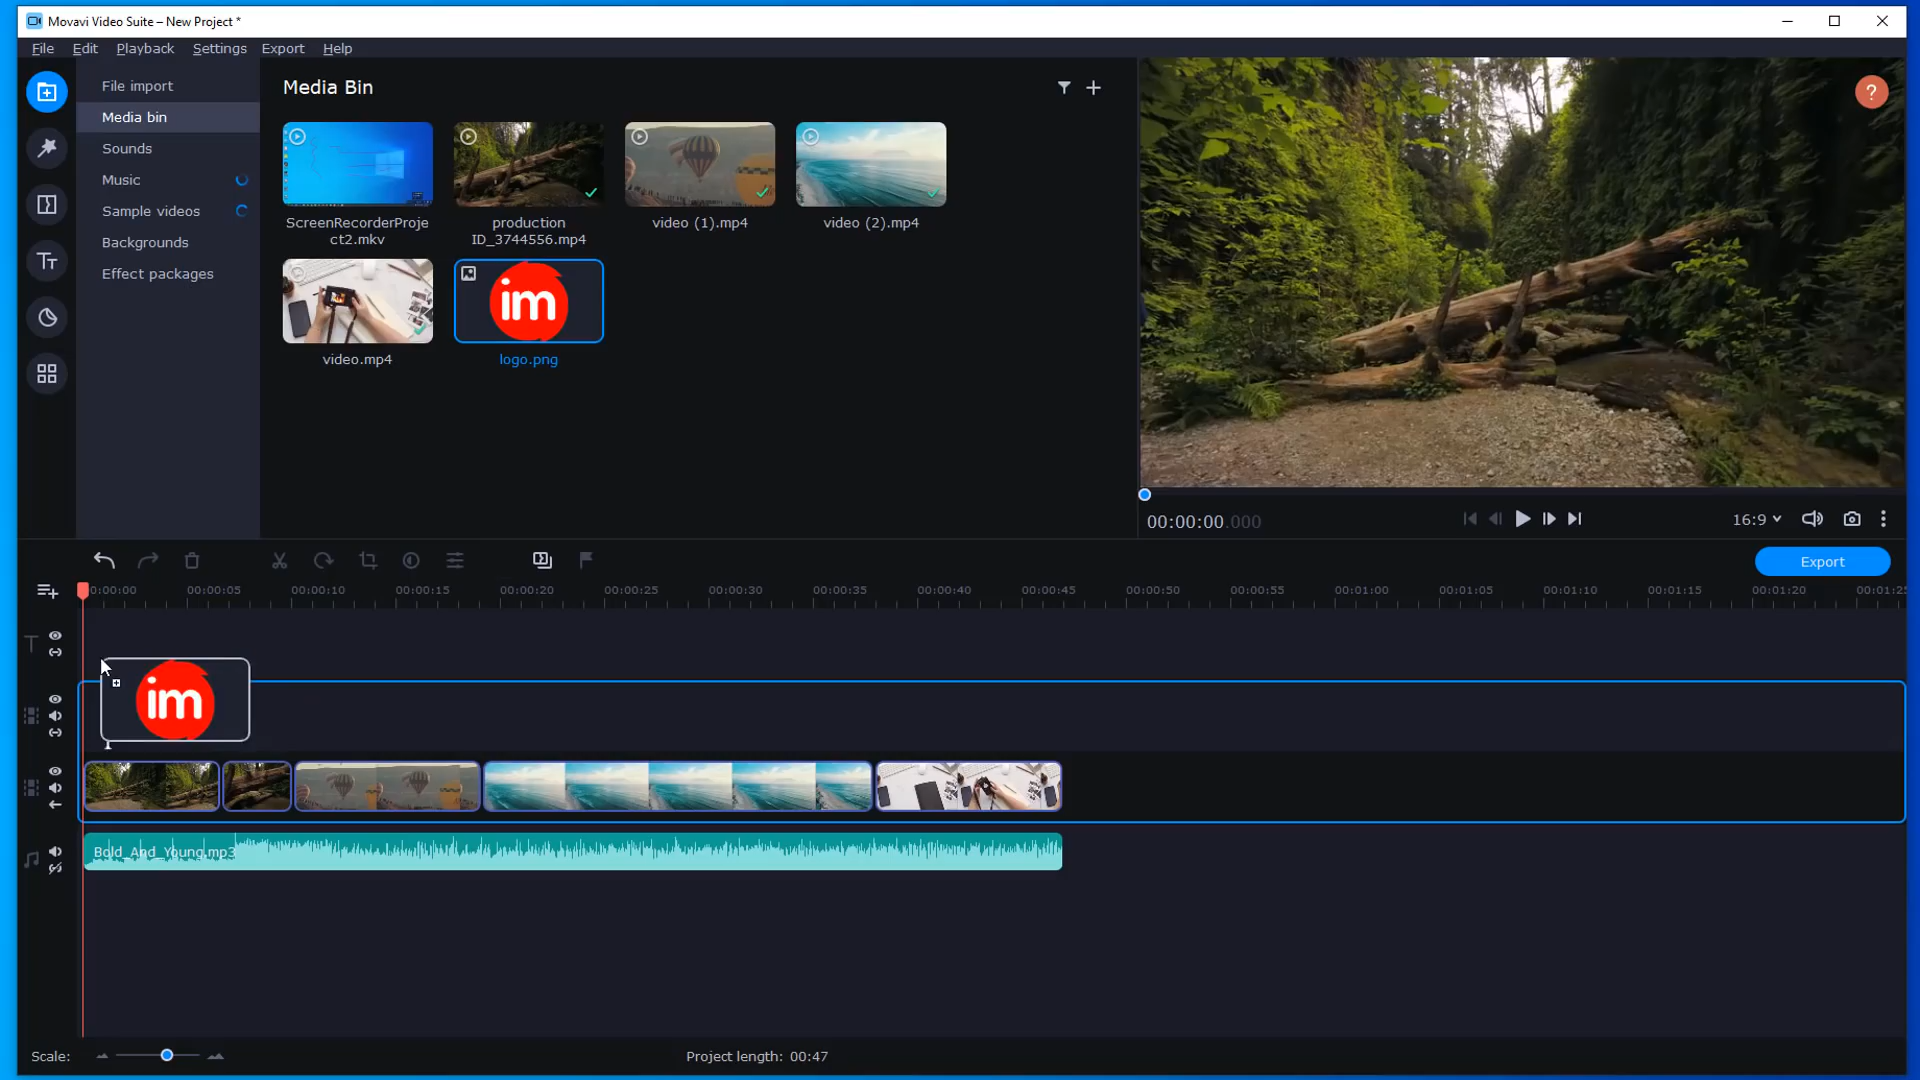 Movavi Video Suite – New Project *
File Edit Playback Settings Export Help
File import
Media bin
Sounds
Music
Sample videos
Backgrounds
Effect packages
Media Bin
ScreenRecorderProje
ct2.mkv
production
ID_3744556.mp4
video (1).mp4
video (2).mp4
video.mp4
im
logo.png
?
00:00:00.000
16:9
Export
0:00:00 00:00:05 00:00:10 00:00:15 00:00:20 00:00:25 00:00:30 00:00:35 00:00:40 00:00:45 00:00:50 00:00:55 00:01:00 00:01:05 00:01:10 00:01:15 00:01:20 00:01:25
im
Bold_And_Young.mp3
Scale:
Project length: 00:47